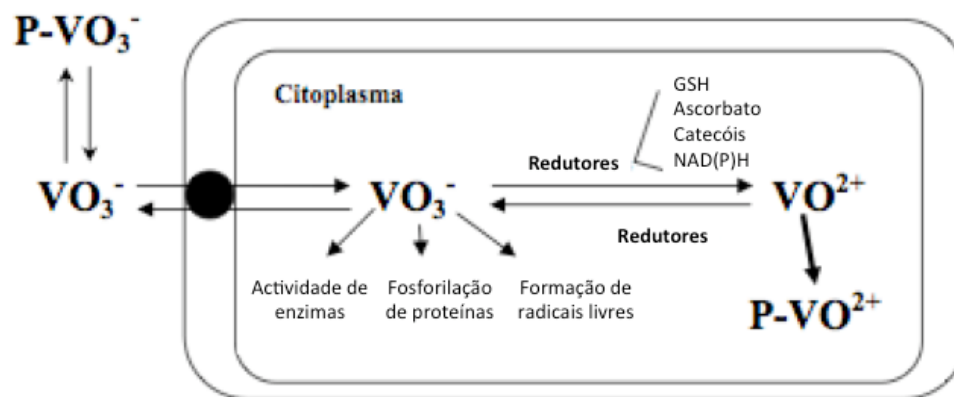 P-VO₃⁻
Citoplasma
GSH
Ascorbato
Catecóis
NAD(P)H
Redutores
VO₃⁻
VO₃⁻
VO²⁺
Redutores
Actividade de
enzimas
Fosforilação
de proteínas
Formação de
radicais livres
P-VO²⁺